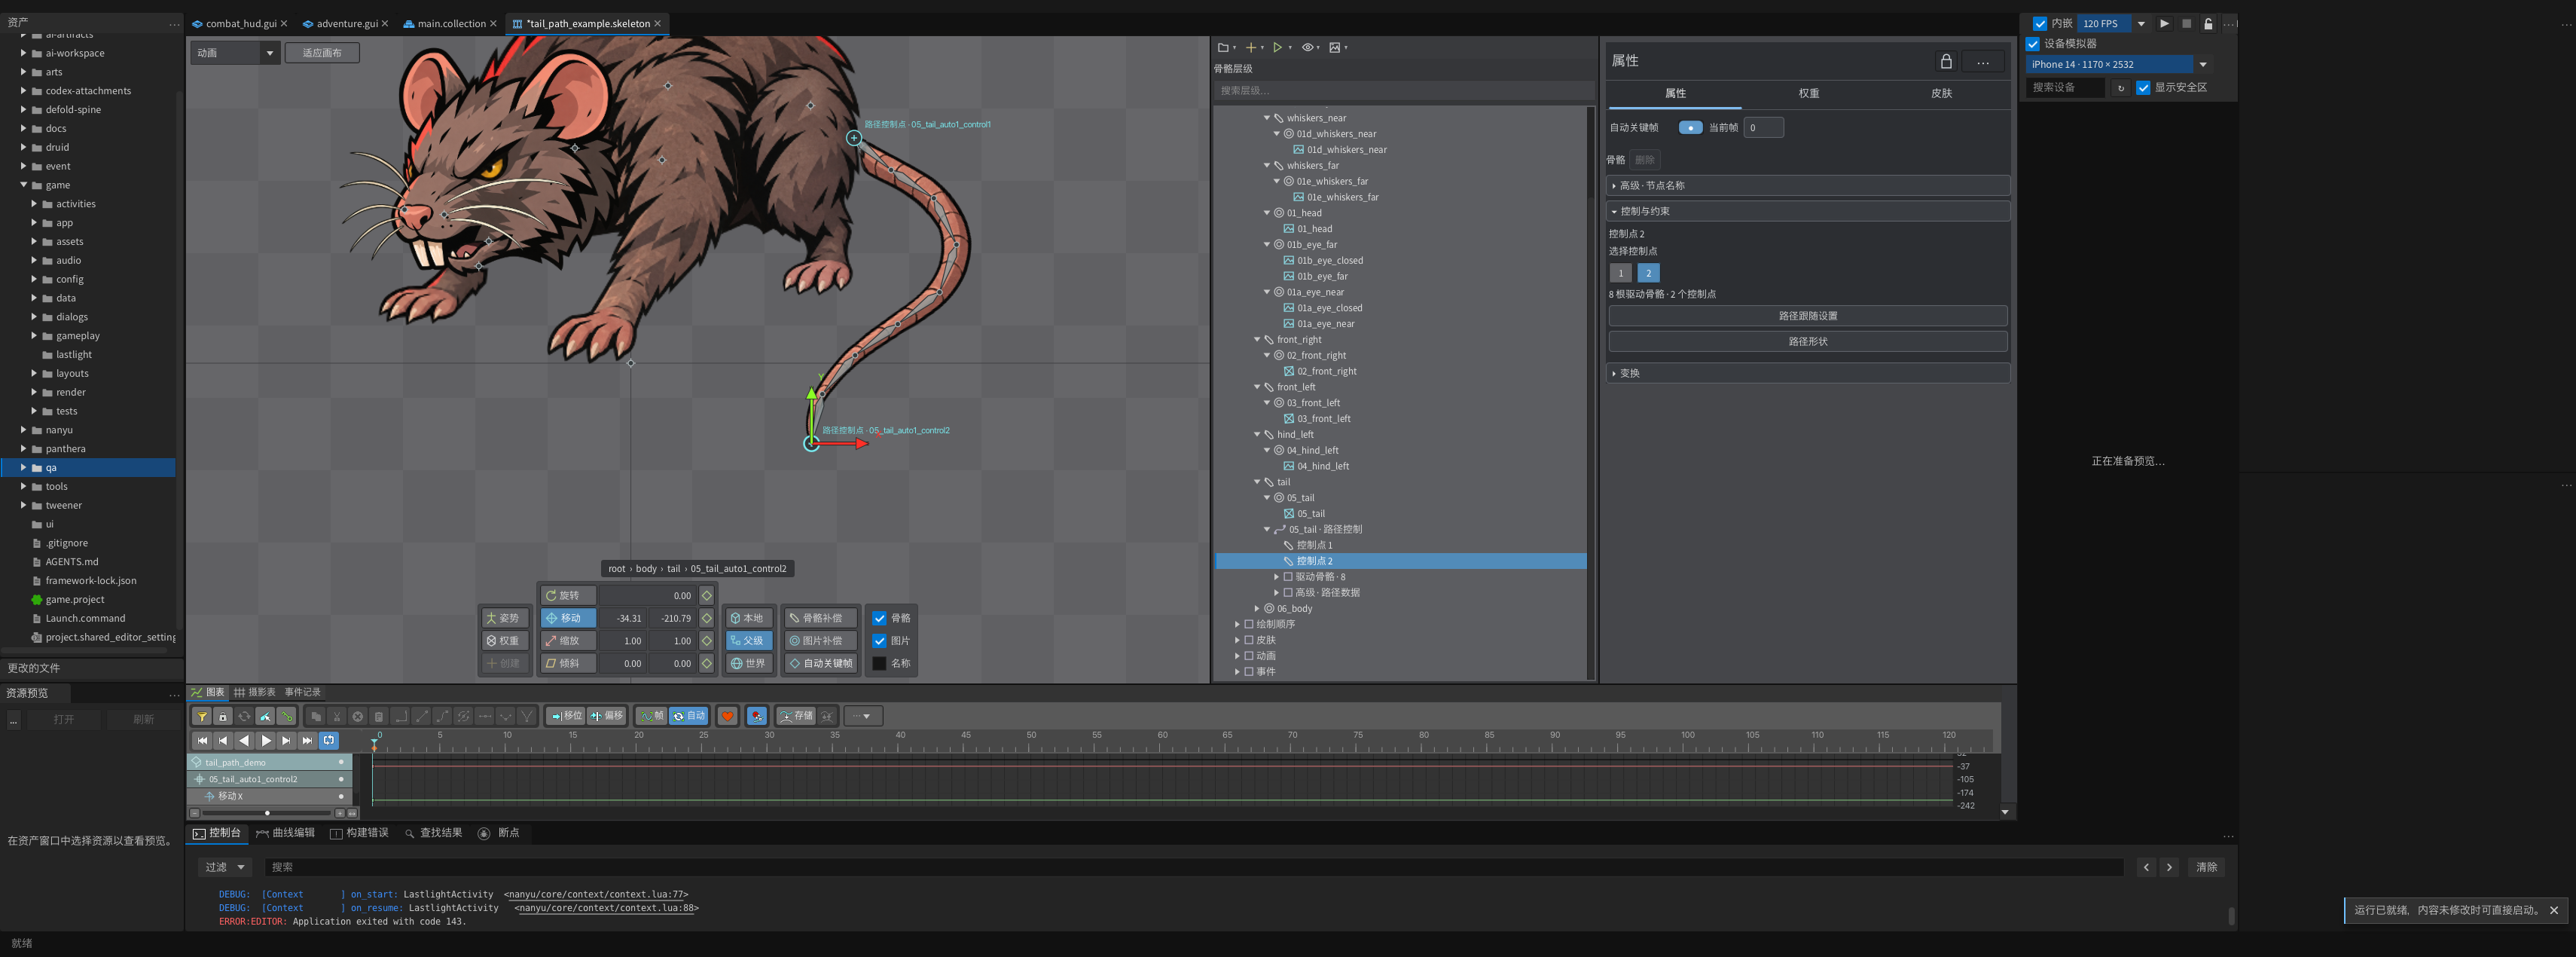 资产
ai-artifacts
ai-workspace
arts
codex-attachments
defold-spine
docs
druid
event
game
activities
app
assets
audio
config
data
dialogs
gameplay
lastlight
layouts
render
tests
nanyu
panthera
qa
tools
tweener
ui
.gitignore
AGENTS.md
framework-lock.json
game.project
Launch.command
project.shared_editor_setting
更改的文件
资源预览
打开
刷新
在资产窗口中选择资源以查看预览。
就绪
combat_hud.gui
adventure.gui
main.collection
*tail_path_example.skeleton
动画
适应画布
路径控制点 - 05_tail_auto1_control1
Y
路径控制点 - 05_tail_auto1_control2
root › body › tail › 05_tail_auto1_control2
姿势
权重
创建
旋转 0.00
移动 -34.31 -210.79
缩放 1.00 1.00
倾斜 0.00 0.00
本地
父级
世界
骨骼补偿
图片补偿
自动关键帧
骨骼
图片
名称
骨骼层级
搜索层级...
whiskers_near
01d_whiskers_near
01d_whiskers_near
whiskers_far
01e_whiskers_far
01e_whiskers_far
01_head
01_head
01b_eye_far
01b_eye_closed
01b_eye_far
01a_eye_near
01a_eye_closed
01a_eye_near
front_right
02_front_right
02_front_right
front_left
03_front_left
03_front_left
hind_left
04_hind_left
04_hind_left
tail
05_tail
05_tail
05_tail · 路径控制
控制点 1
控制点 2
驱动骨骼 · 8
高级 · 路径数据
06_body
绘制顺序
皮肤
动画
事件
属性
属性 权重 皮肤
自动关键帧 当前帧 0
骨骼 删除
高级 · 节点名称
控制与约束
控制点 2
选择控制点
1 2
8 根驱动骨骼 · 2 个控制点
路径跟随设置
路径形状
变换
内嵌 120 FPS
设备模拟器
iPhone 14 · 1170 × 2532
搜索设备 显示安全区
正在准备预览...
图表 摄影表 事件记录
移位 偏移 帧 自动 存储
0 5 10 15 20 25 30 35 40 45 50 55 60 65 70 75 80 85 90 95 100 105 110 115 120
tail_path_demo
05_tail_auto1_control2
移动 X
-37
-105
-174
-242
控制台 曲线编辑 构建错误 查找结果 断点
过滤 搜索 清除
DEBUG: [Context ] on_start: LastlightActivity <nanyu/core/context/context.lua:77>
DEBUG: [Context ] on_resume: LastlightActivity <nanyu/core/context/context.lua:88>
ERROR:EDITOR: Application exited with code 143.
运行已就绪，内容未修改时可直接启动。